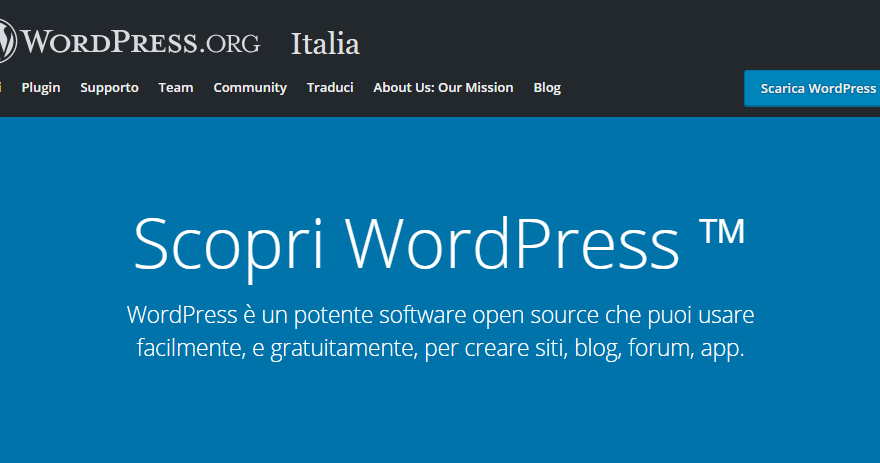 WORDPRESS.ORG Italia
Plugin Supporto Team Community Traduci About Us: Our Mission Blog Scarica WordPress
Scopri WordPress ™
WordPress è un potente software open source che puoi usare
facilmente, e gratuitamente, per creare siti, blog, forum, app.